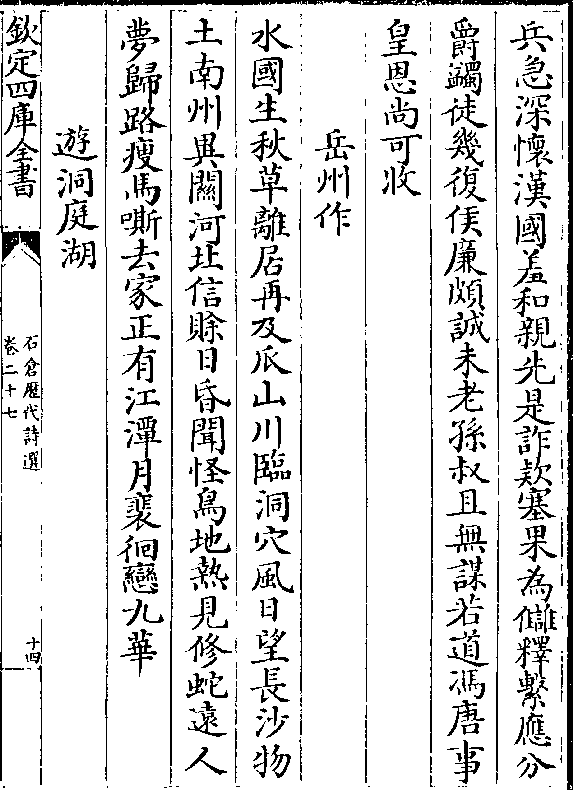 兵急深懷漢國羞和親先是詐款塞果為讎釋繫應分
爵蠲徒幾復侯廉頗誠未老孫叔且無謀若道馮唐事
皇恩尚可收
岳州作
水國生秋草離居再及瓜山川臨洞穴風日望長沙物
土南州異關河北信賒日昏聞怪鳥地熱見修蛇遠人
夢歸路瘦馬嘶去家正有江潭月裴徊戀九華
遊洞庭湖
欽定四庫全書
石倉歷代詩選
卷二十七
十四